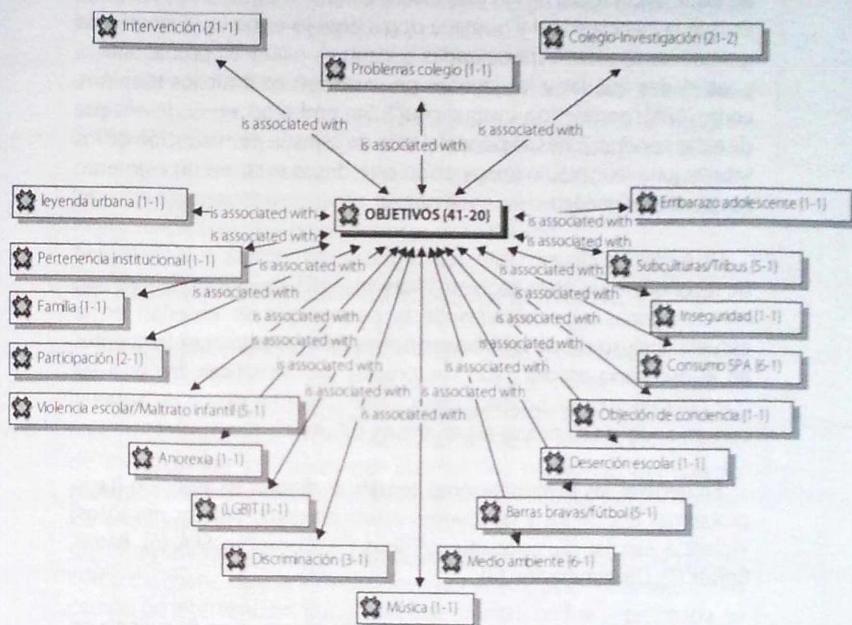 Intervención {21-1}
Colegio-Investigación {21-2}
Problemas colegio {1-1}
is associated with
is associated with
is associated with
leyenda urbana {1-1}
is associated with
OBJETIVOS {41-20}
is associated with
Embarazo adolescente {1-1}
is associated with
is associated with
Pertenencia institucional {1-1}
is associated with
is associated with
Subculturas/Tribus {5-1}
Familia {1-1}
is associated with
is associated with
Inseguridad {1-1}
is associated with
is associated with
Participación {2-1}
is associated with
is associated with
Consumo SPA {6-1}
is associated with
is associated with
Violencia escolar/Maltrato infantil {5-1}
is associated with
is associated with
Objeción de conciencia {1-1}
Anorexia {1-1}
Deserción escolar {1-1}
(LGB)T {1-1}
Barras bravas/fútbol {5-1}
Discriminación {3-1}
Medio ambiente {6-1}
Música {1-1}